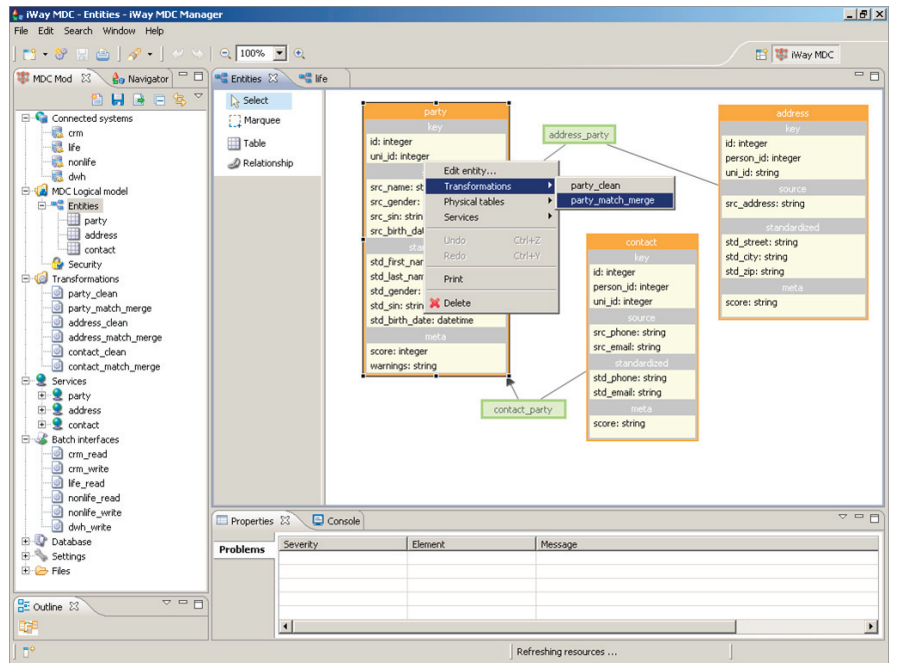 iWay MDC - Entities - iWay MDC Manager
File Edit Search Window Help
100%
iWay MDC
MDC Mod
Navigator
Connected systems
crm
life
nonlife
dwh
MDC Logical model
Entities
party
address
contact
Security
Transformations
party_clean
party_match_merge
address_clean
address_match_merge
contact_clean
contact_match_merge
Services
party
address
contact
Batch interfaces
crm_read
crm_write
life_read
nonlife_read
nonlife_write
dwh_write
Database
Settings
Files
Outline
Entities
life
Select
Marquee
Table
Relationship
party
key
id: integer
uni_id: integer
src_name: st
src_gender:
src_sin: strin
src_birth_dat
sta
std_first_nar
std_last_nam
std_gender:
std_sin: strin
std_birth_date: datetime
meta
score: integer
warnings: string
Edit entity...
Transformations
Physical tables
Services
Undo Ctrl+Z
Redo Ctrl+Y
Print
Delete
party_clean
party_match_merge
address_party
contact_party
contact
key
id: integer
person_id: integer
uni_id: integer
source
src_phone: string
src_email: string
standardized
std_phone: string
std_email: string
meta
score: string
address
key
id: integer
person_id: integer
uni_id: string
source
src_address: string
standardized
std_street: string
std_city: string
std_zip: string
meta
score: string
Properties
Console
Problems
Severity Element Message
Refreshing resources ...